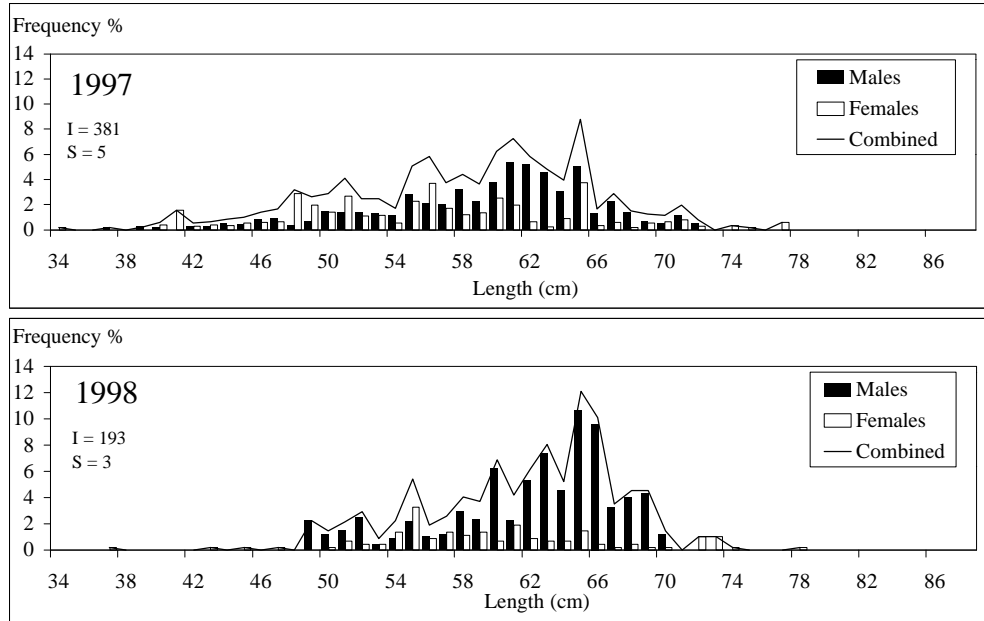 Frequency %
14
12
10
8
6
4
2
0
1997
I = 381
S = 5
Males
Females
Combined
34 38 42 46 50 54 58 62 66 70 74 78 82 86
Length (cm)
Frequency %
14
12
10
8
6
4
2
0
1998
I = 193
S = 3
Males
Females
Combined
34 38 42 46 50 54 58 62 66 70 74 78 82 86
Length (cm)